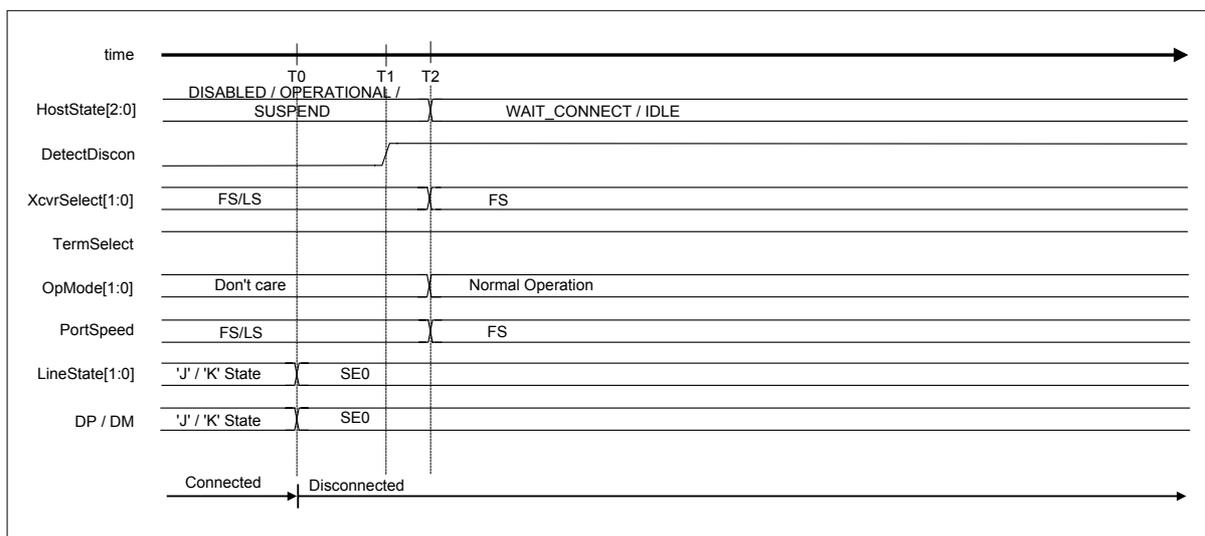 time
T0 T1 T2
DISABLED / OPERATIONAL /
HostState[2:0] SUSPEND WAIT_CONNECT / IDLE
DetectDiscon
XcvrSelect[1:0] FS/LS FS
TermSelect
OpMode[1:0] Don't care Normal Operation
PortSpeed FS/LS FS
LineState[1:0] 'J' / 'K' State SE0
DP / DM 'J' / 'K' State SE0
Connected Disconnected